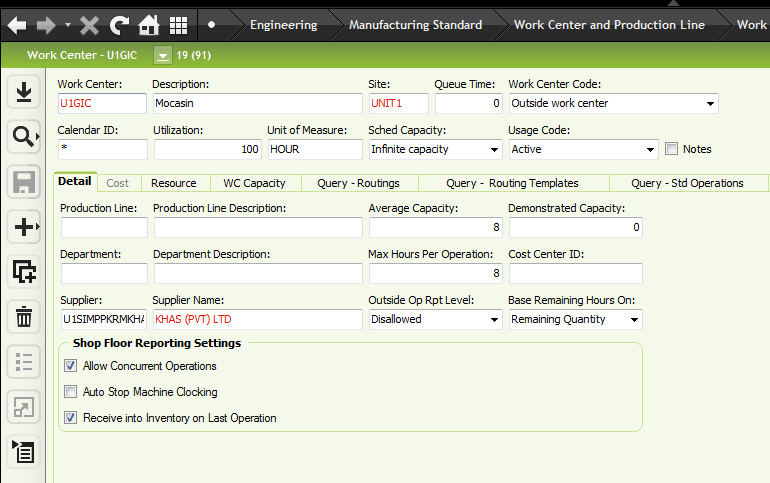 Engineering Manufacturing Standard Work Center and Production Line Work
Work Center - U1GIC 19 (91)
Work Center: Description: Site: Queue Time: Work Center Code:
U1GIC Mocasin UNIT1 0 Outside work center
Calendar ID: Utilization: Unit of Measure: Sched Capacity: Usage Code:
* 100 HOUR Infinite capacity Active Notes
Detail Cost Resource WC Capacity Query - Routings Query - Routing Templates Query - Std Operations
Production Line: Production Line Description: Average Capacity: Demonstrated Capacity:
8 0
Department: Department Description: Max Hours Per Operation: Cost Center ID:
8
Supplier: Supplier Name: Outside Op Rpt Level: Base Remaining Hours On:
U1SIMPPKRMKHA KHAS (PVT) LTD Disallowed Remaining Quantity
Shop Floor Reporting Settings
Allow Concurrent Operations
Auto Stop Machine Clocking
Receive into Inventory on Last Operation